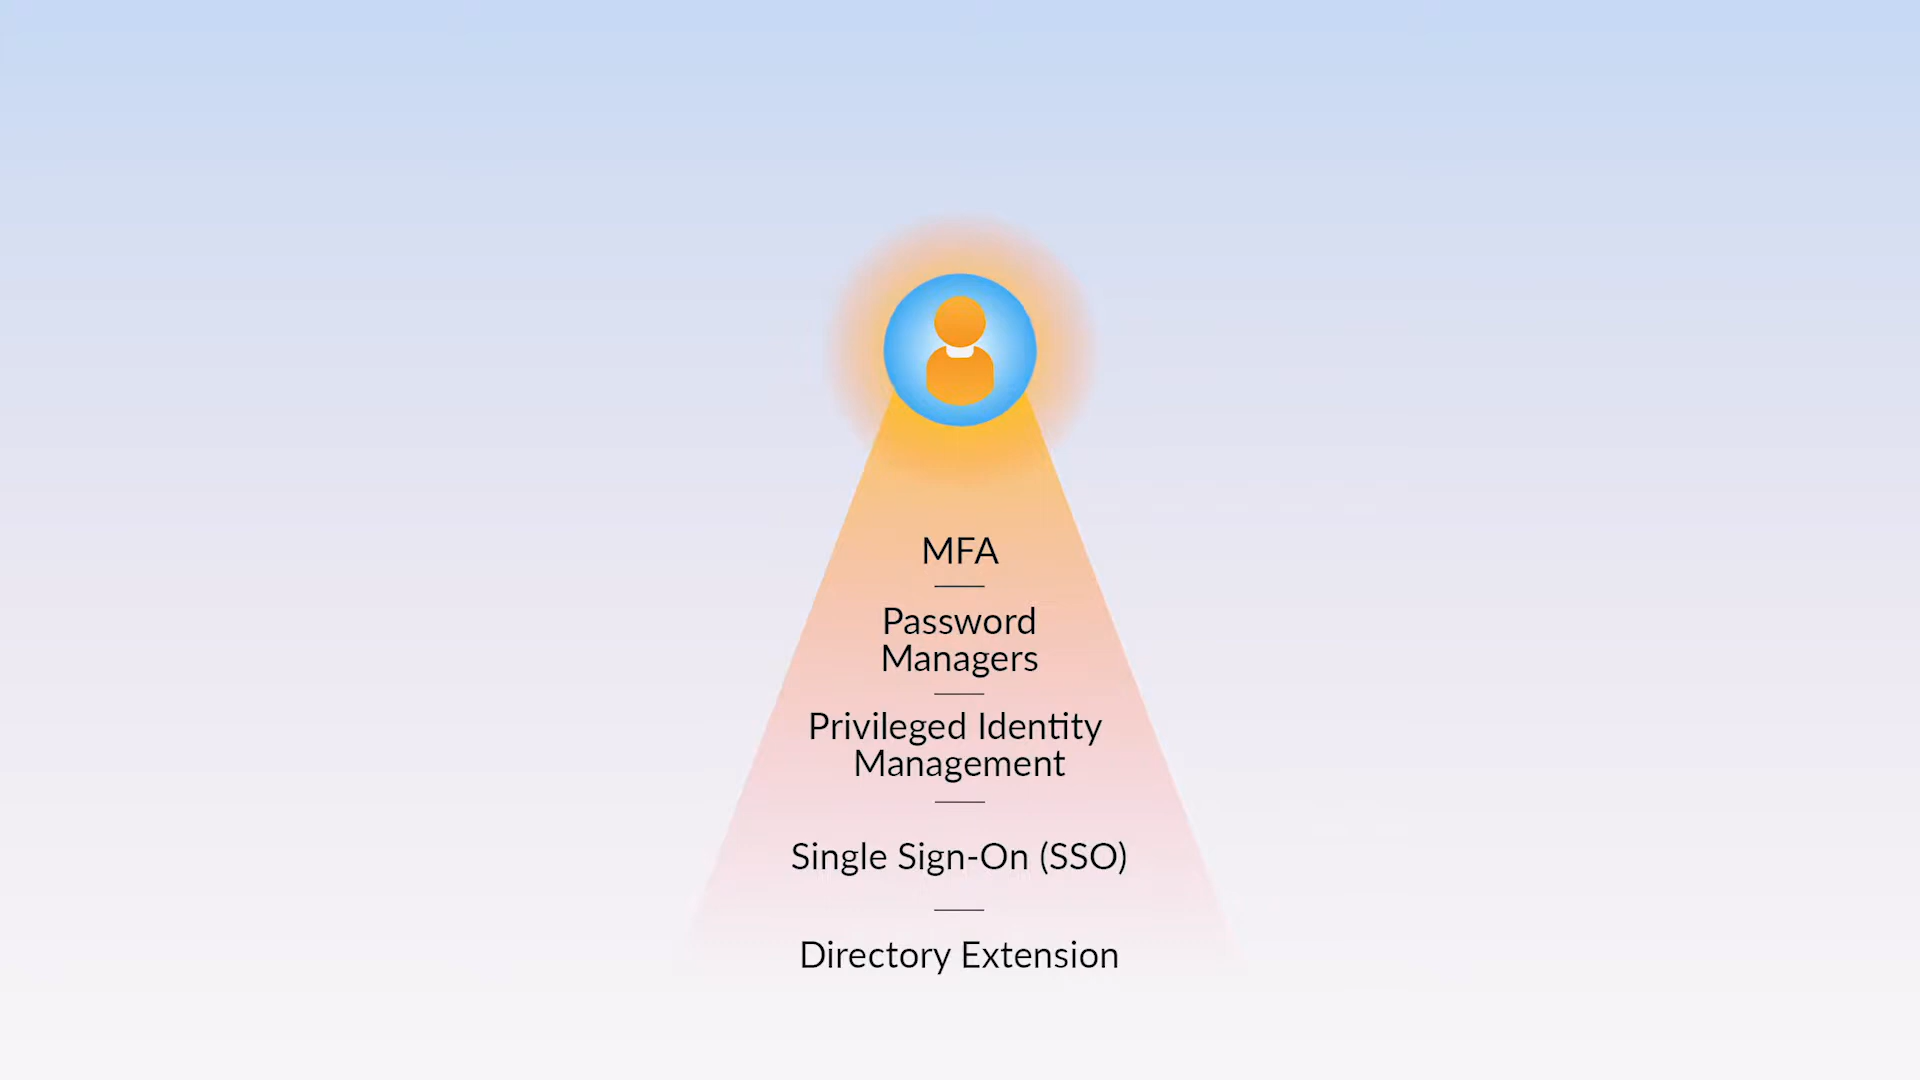 MFA
Password
Managers
Privileged Identity
Management
Single Sign-On (SSO)
Directory Extension